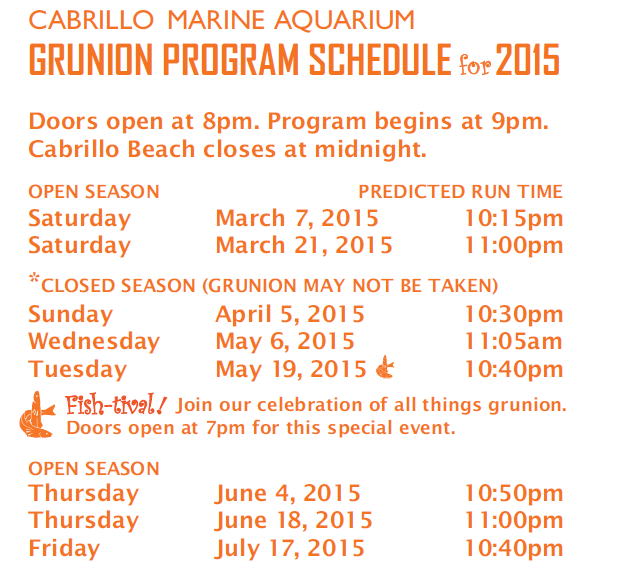 CABRILLO MARINE AQUARIUM
GRUNION PROGRAM SCHEDULE for 2015
Doors open at 8pm. Program begins at 9pm.
Cabrillo Beach closes at midnight.
OPEN SEASON PREDICTED RUN TIME
Saturday March 7, 2015 10:15pm
Saturday March 21, 2015 11:00pm
*CLOSED SEASON (GRUNION MAY NOT BE TAKEN)
Sunday April 5, 2015 10:30pm
Wednesday May 6, 2015 11:05am
Tuesday May 19, 2015 10:40pm
Fish-tival! Join our celebration of all things grunion.
Doors open at 7pm for this special event.
OPEN SEASON
Thursday June 4, 2015 10:50pm
Thursday June 18, 2015 11:00pm
Friday July 17, 2015 10:40pm